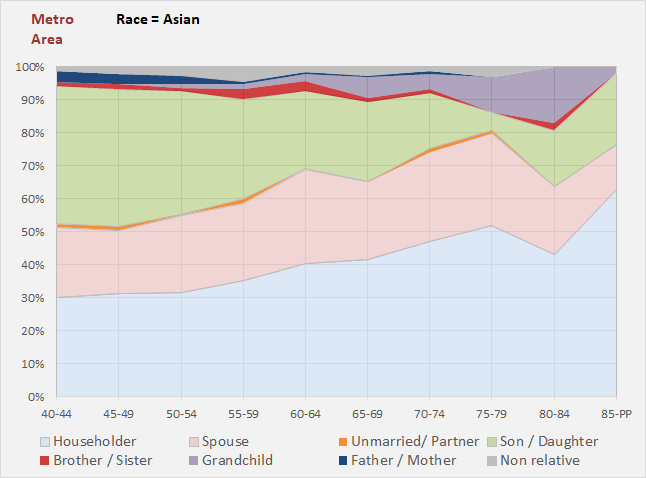 Metro Area
Race = Asian
100%
90%
80%
70%
60%
50%
40%
30%
20%
10%
0%
40-44 45-49 50-54 55-59 60-64 65-69 70-74 75-79 80-84 85-PP
Householder Spouse Unmarried/ Partner Son / Daughter
Brother / Sister Grandchild Father / Mother Non relative